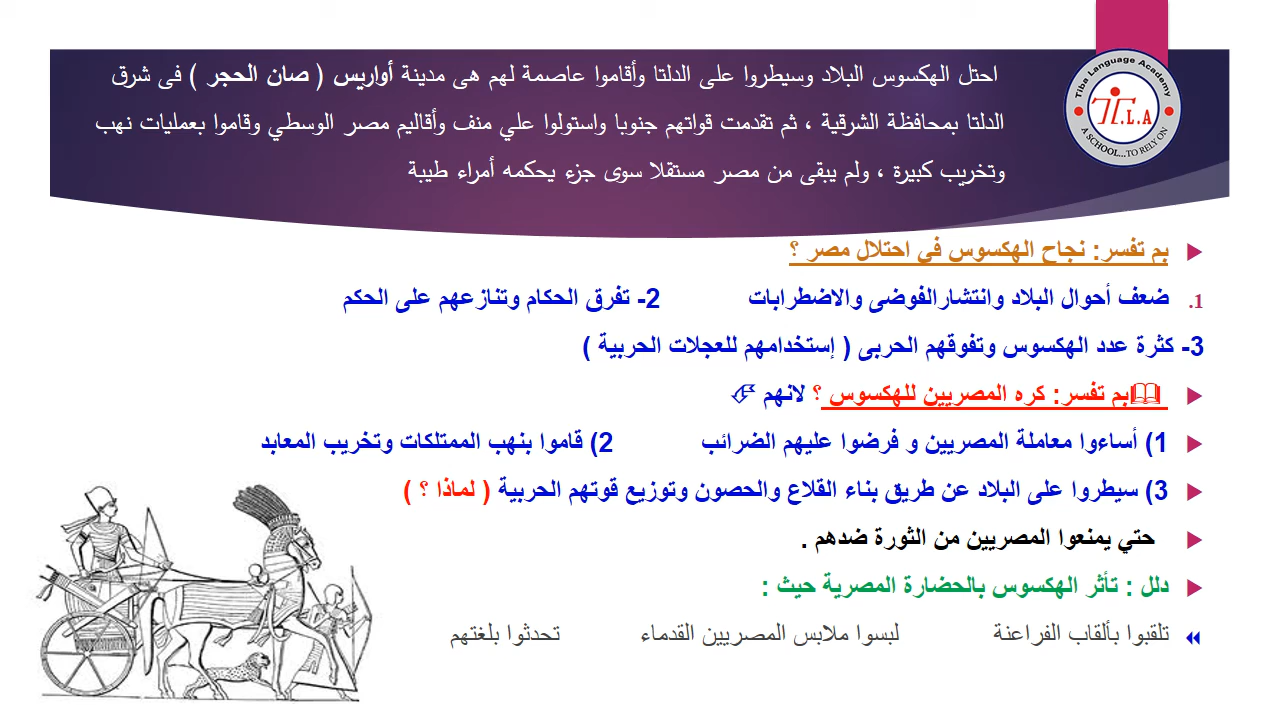 احتل الهكسوس البلاد وسيطروا على الدلتا وأقاموا عاصمة لهم هى مدينة أواريس ( صان الحجر ) فى شرق
الدلتا بمحافظة الشرقية ، ثم تقدمت قواتهم جنوبا واستولوا علي منف وأقاليم مصر الوسطي وقاموا بعمليات نهب
وتخريب كبيرة ، ولم يبقى من مصر مستقلا سوى جزء يحكمه أمراء طيبة
Tiba Language Academy
T.L.A
A SCHOOL...TO RELY ON
بم تفسر: نجاح الهكسوس في احتلال مصر ؟
1. ضعف أحوال البلاد وانتشارالفوضى والاضطرابات 2- تفرق الحكام وتنازعهم على الحكم
3- كثرة عدد الهكسوس وتفوقهم الحربى ( إستخدامهم للعجلات الحربية )
بم تفسر: كره المصريين للهكسوس ؟ لانهم
1) أساءوا معاملة المصريين و فرضوا عليهم الضرائب 2) قاموا بنهب الممتلكات وتخريب المعابد
3) سيطروا على البلاد عن طريق بناء القلاع والحصون وتوزيع قوتهم الحربية ( لماذا ؟ )
حتي يمنعوا المصريين من الثورة ضدهم .
دلل : تأثر الهكسوس بالحضارة المصرية حيث :
تلقبوا بألقاب الفراعنة لبسوا ملابس المصريين القدماء تحدثوا بلغتهم